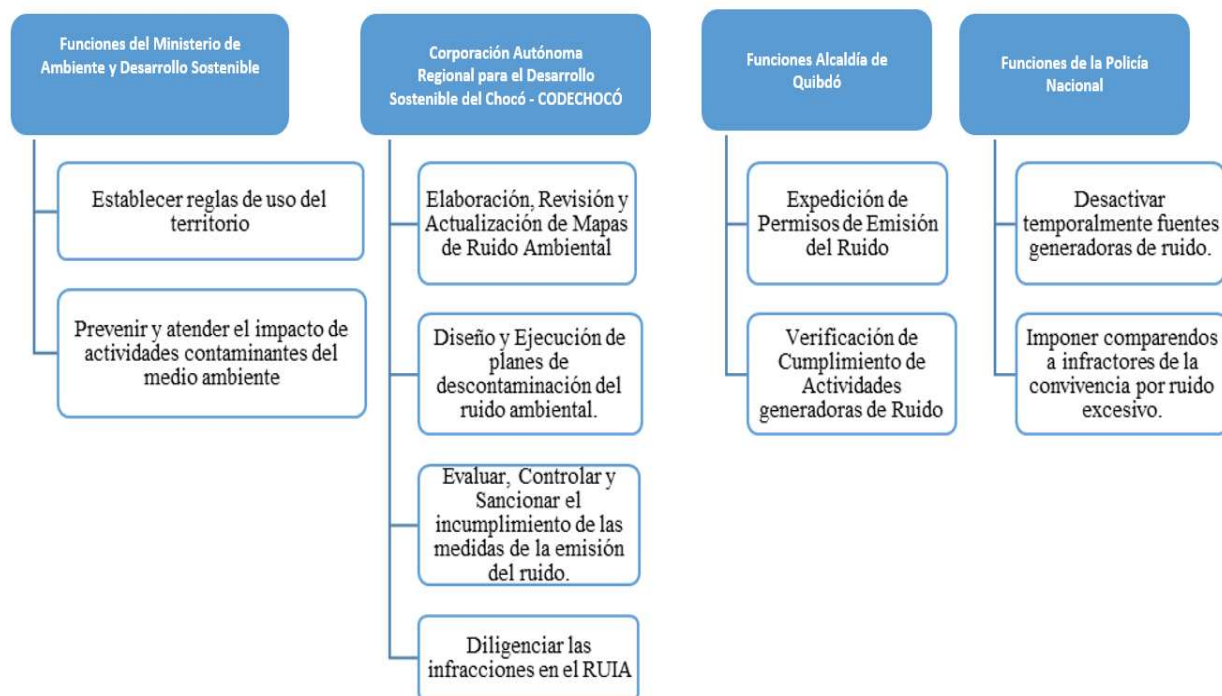 Funciones del Ministerio de
Ambiente y Desarrollo Sostenible
Establecer reglas de uso del
territorio
Prevenir y atender el impacto de
actividades contaminantes del
medio ambiente
Corporación Autónoma
Regional para el Desarrollo
Sostenible del Chocó - CODECHOCÓ
Elaboración, Revisión y
Actualización de Mapas
de Ruido Ambiental
Diseño y Ejecución de
planes de
descontaminación del
ruido ambiental.
Evaluar, Controlar y
Sancionar el
incumplimiento de las
medidas de la emisión
del ruido.
Diligenciar las
infracciones en el RUIA
Funciones Alcaldía de
Quibdó
Expedición de
Permisos de Emisión
del Ruido
Verificación de
Cumplimiento de
Actividades
generadoras de Ruido
Funciones de la Policía
Nacional
Desactivar
temporalmente fuentes
generadoras de ruido.
Imponer comparendos
a infractores de la
convivencia por ruido
excesivo.